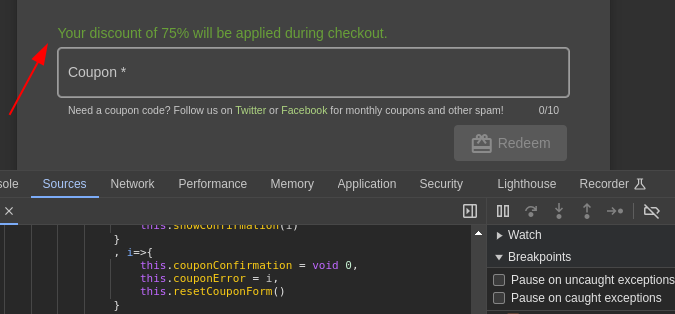 Your discount of 75% will be applied during checkout.
Coupon *
Need a coupon code? Follow us on Twitter or Facebook for monthly coupons and other spam! 0/10
Redeem
sole Sources Network Performance Memory Application Security Lighthouse Recorder
this.showConfirmation(i)
Watch
}
, i=>{
Breakpoints
this.couponConfirmation = void 0,
this.couponError = i,
Pause on uncaught exceptions
this.resetCouponForm()
Pause on caught exceptions
}